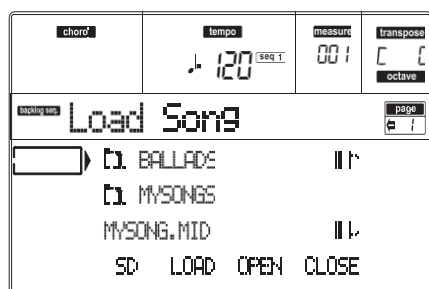 chord tempo measure transpose
120 seq 1 001 C
octave
backing seq. Load Song page
1
BALLADS
MYSONGS
MYSONG.MID
SD LOAD OPEN CLOSE